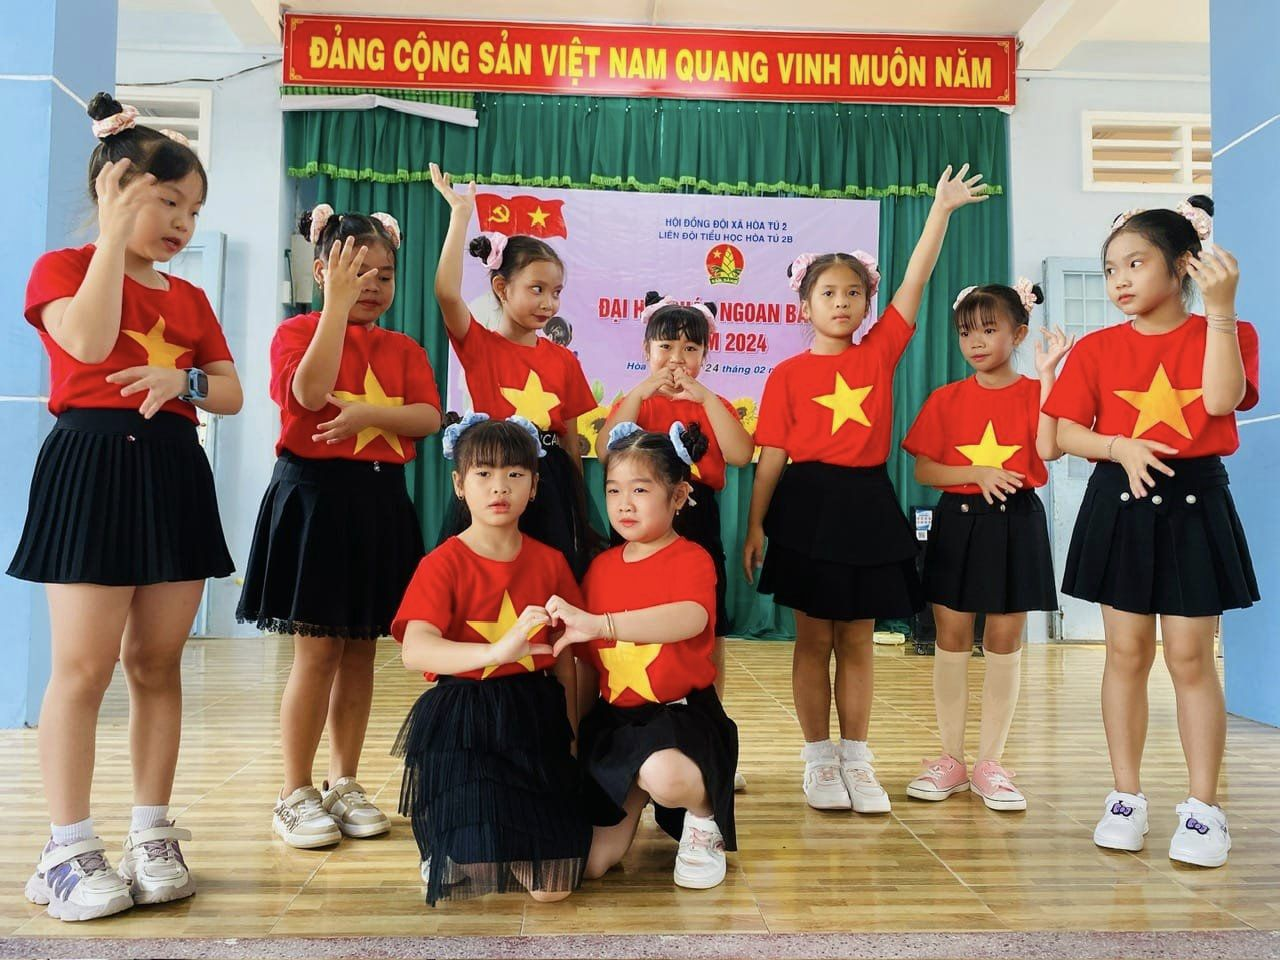 ĐẢNG CỘNG SẢN VIỆT NAM QUANG VINH MUÔN NĂM
HỘI ĐỒNG ĐỘI XÃ HÒA TÚ 2
LIÊN ĐỘI TIỂU HỌC HÒA TÚ 2B
ĐẠI NGOAN BÁ
2024
Hòa 24 tháng 02